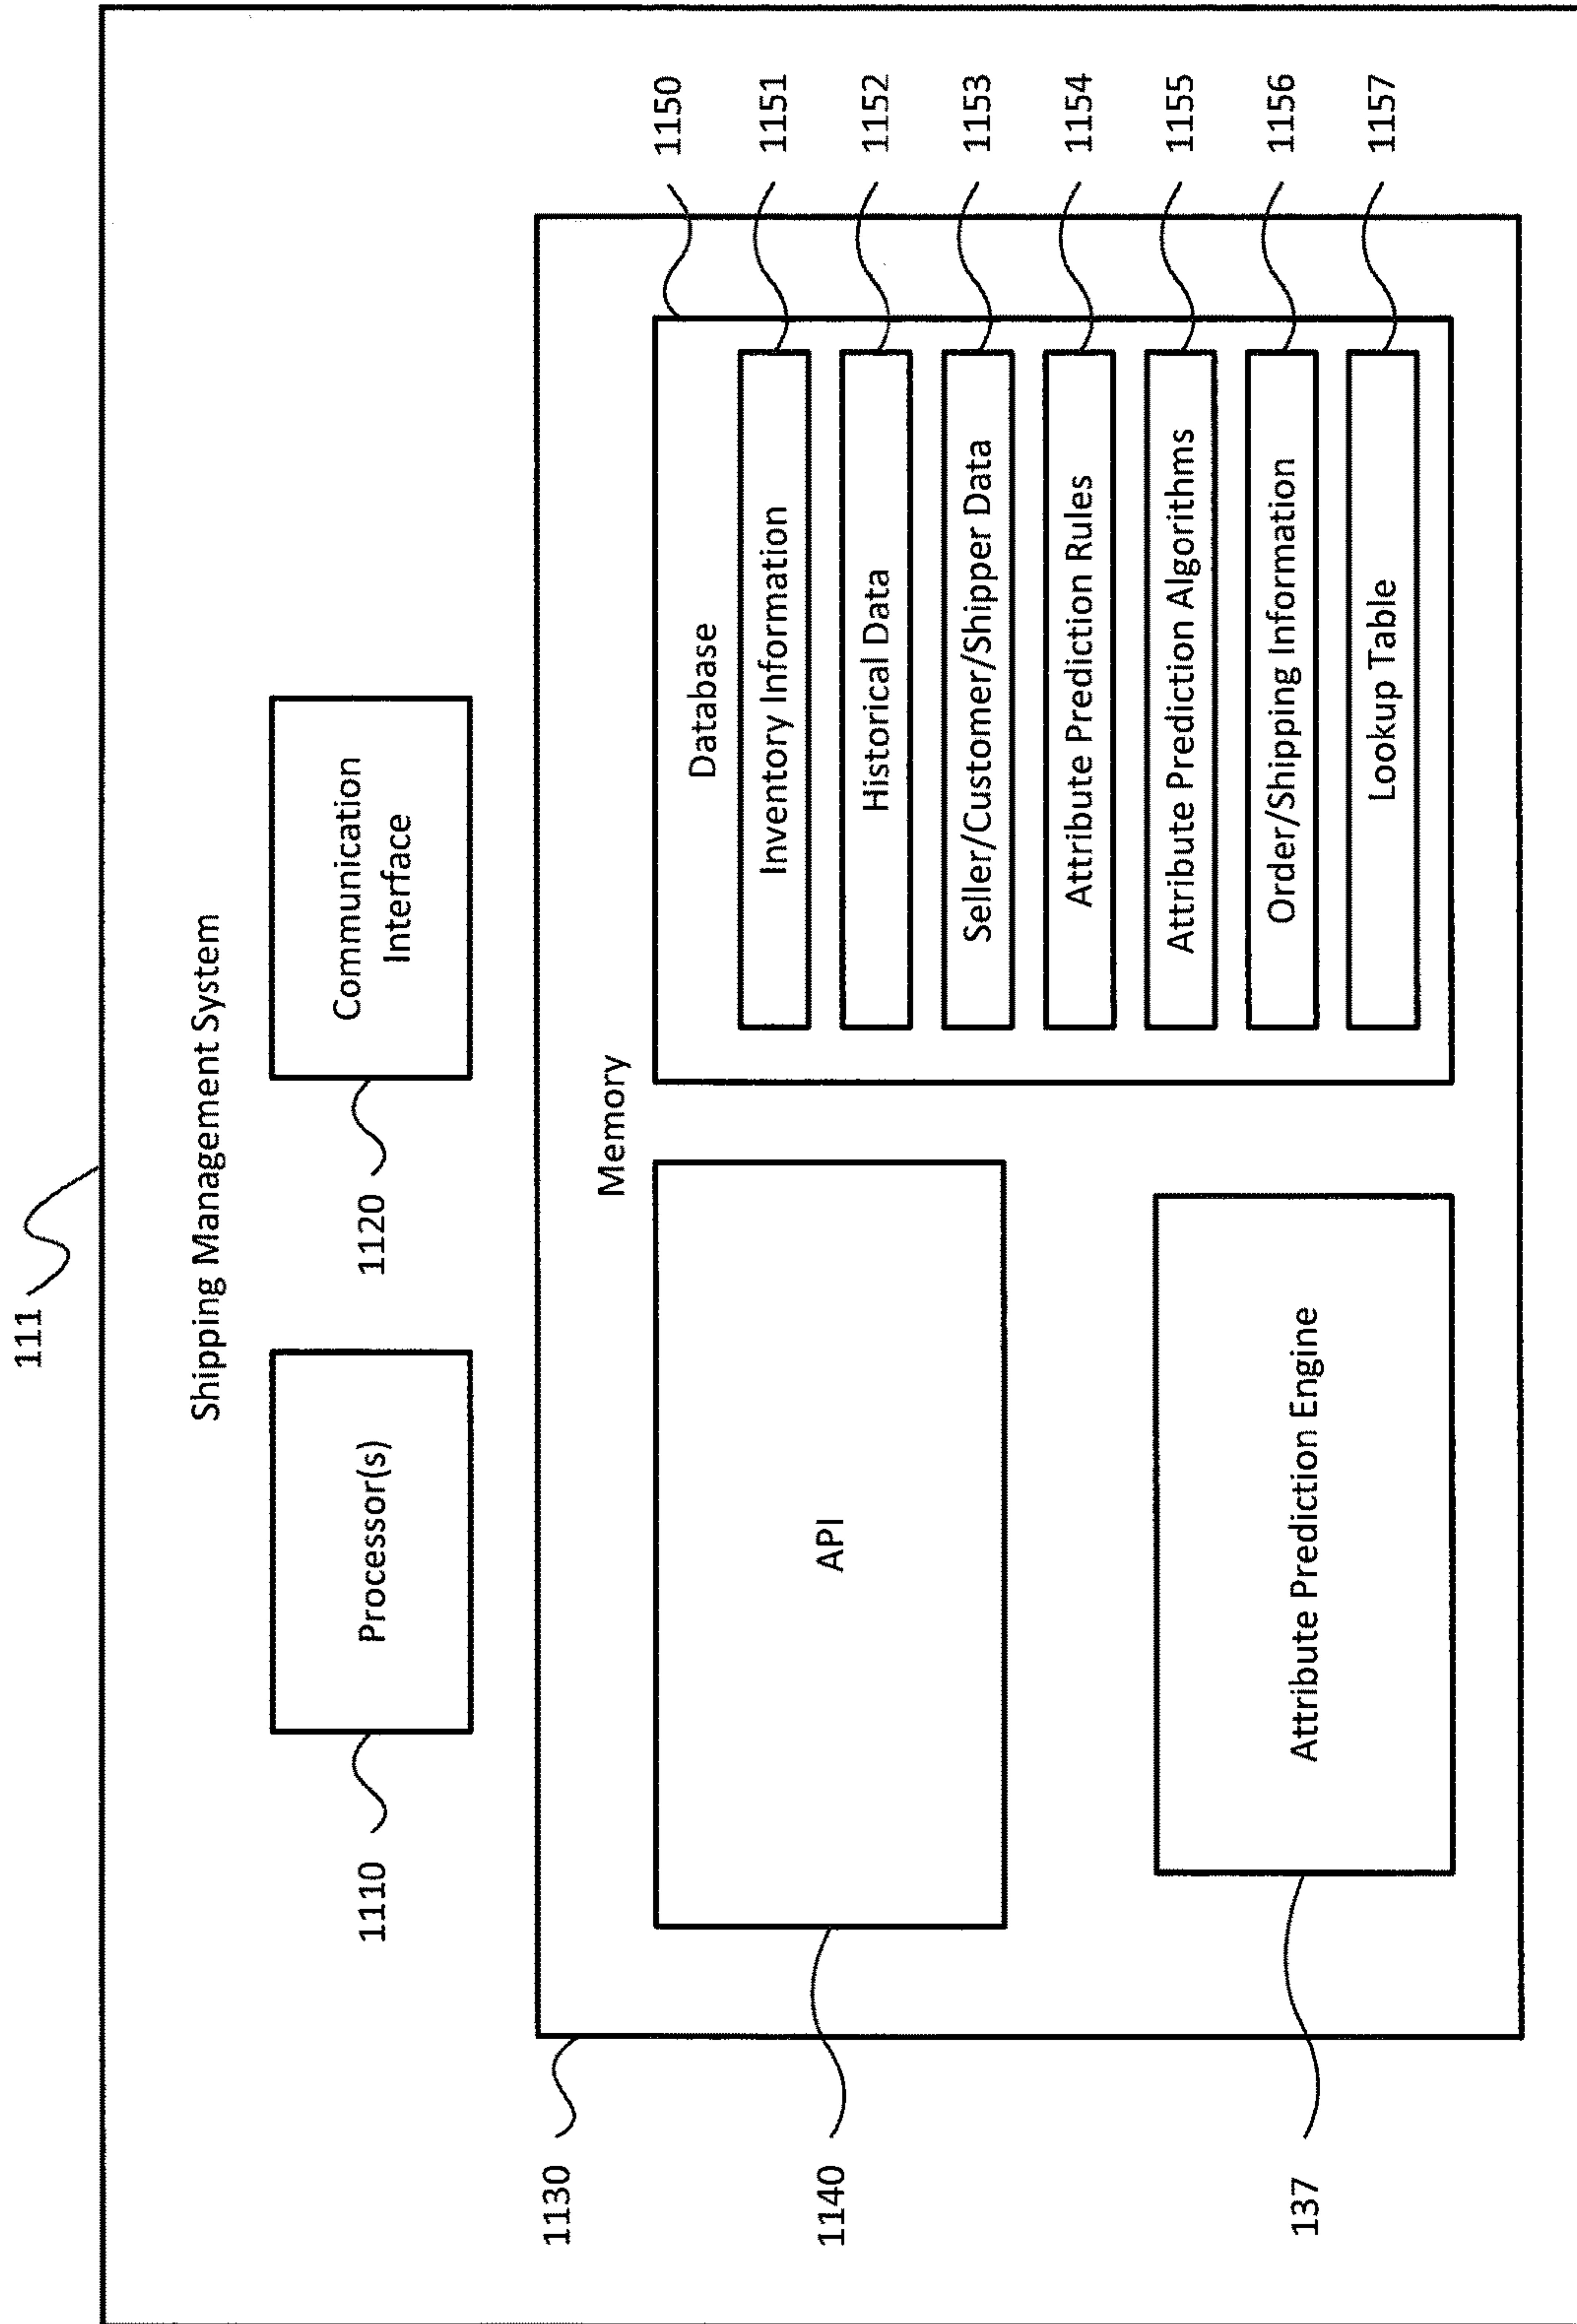 111
Shipping Management System
Processor(s)
1110
Communication
Interface
1120
1130
Memory
API
1140
Attribute Prediction Engine
137
Database
1150
Inventory Information
1151
Historical Data
1152
Seller/Customer/Shipper Data
1153
Attribute Prediction Rules
1154
Attribute Prediction Algorithms
1155
Order/Shipping Information
1156
Lookup Table
1157